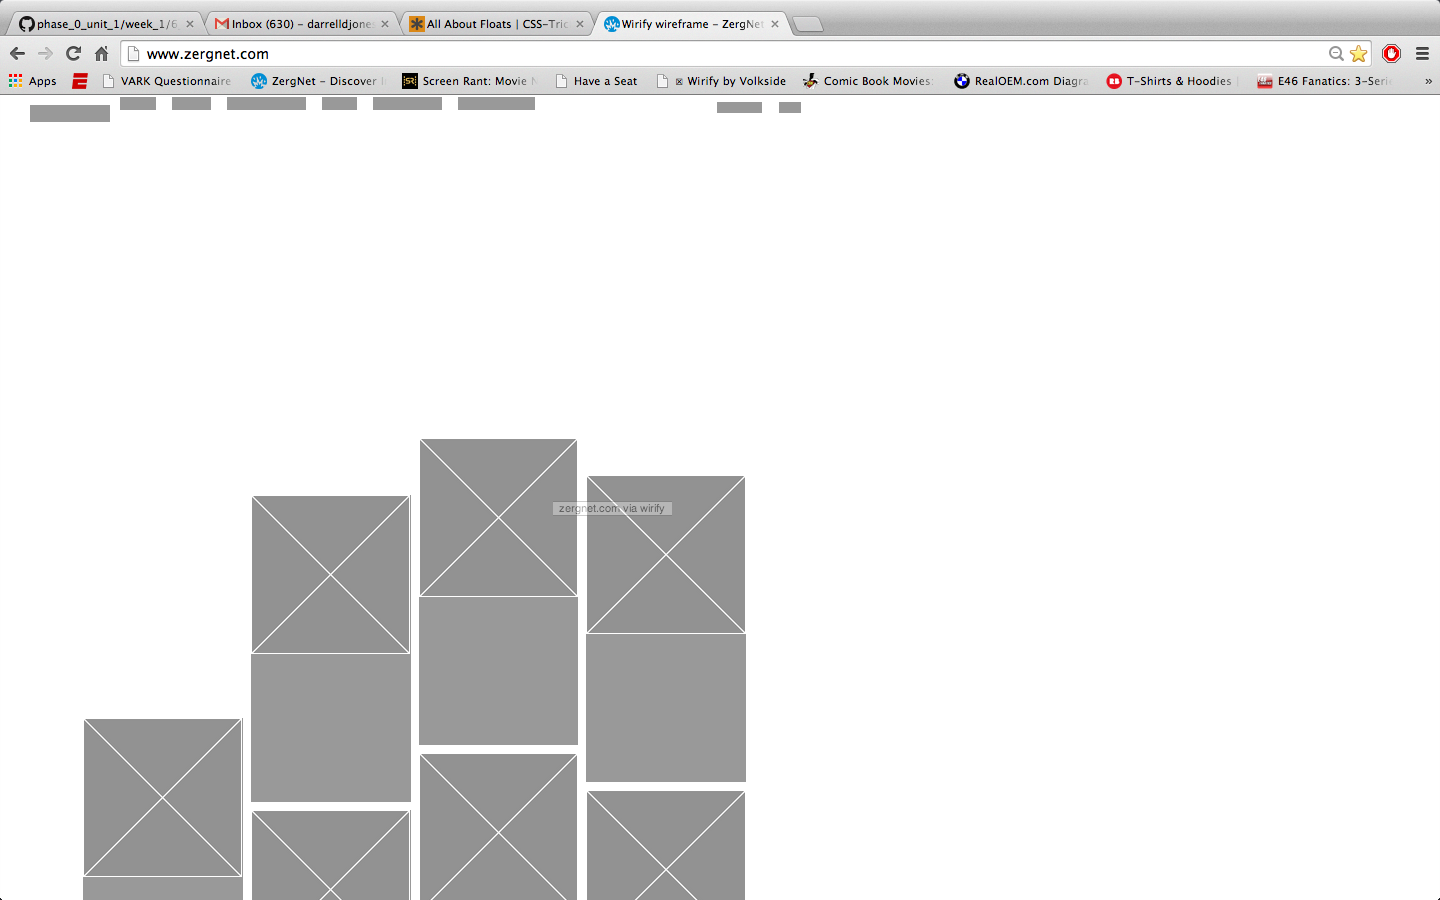 phase_0_unit_1/week_1/6 Inbox (630) – darrelldjones All About Floats | CSS-Tric Wirify wireframe – ZergNet
www.zergnet.com
Apps VARK Questionnaire ZergNet – Discover I Screen Rant: Movie Have a Seat Wirify by Volkside Comic Book Movies: RealOEM.com Diagra T-Shirts & Hoodies E46 Fanatics: 3-Serie »
zergnet.com via wirify